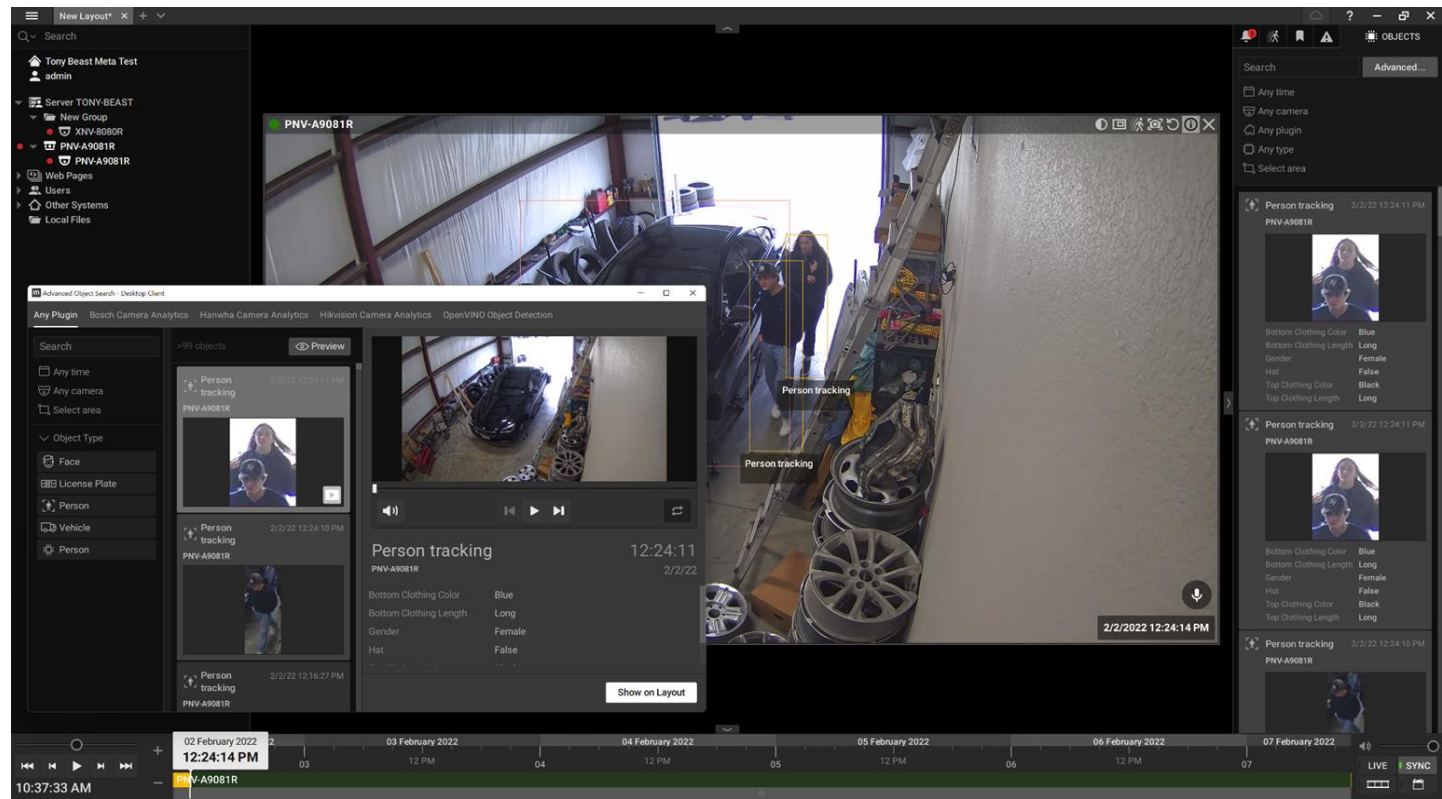 New Layout*
?
Search
Tony Beast Meta Test
admin
Server TONY-BEAST
New Group
XNV-8080R
PNV-A9081R
PNV-A9081R
Web Pages
Users
Other Systems
Local Files
PNV-A9081R
Person tracking
Person tracking
2/2/2022 12:24:14 PM
Advanced Object Search - Desktop Client
Any Plugin Bosch Camera Analytics Hanwha Camera Analytics Hikvision Camera Analytics OpenVINO Object Detection
Search
Any time
Any camera
Select area
Object Type
Face
License Plate
Person
Vehicle
Person
>99 objects
Preview
Person tracking
2/2/22 12:24:11 PM
PNV-A9081R
Person tracking
2/2/22 12:24:10 PM
PNV-A9081R
Person tracking
2/2/22 12:16:27 PM
PNV-A9081R
Person tracking
12:24:11
PNV-A9081R
2/2/22
Bottom Clothing Color Blue
Bottom Clothing Length Long
Gender Female
Hat False
Show on Layout
OBJECTS
Search
Advanced...
Any time
Any camera
Any plugin
Any type
Select area
Person tracking 2/2/22 12:24:11 PM
PNV-A9081R
Bottom Clothing Color Blue
Bottom Clothing Length Long
Gender Female
Hat False
Top Clothing Color Black
Top Clothing Length Long
Person tracking 2/2/22 12:24:11 PM
PNV-A9081R
Bottom Clothing Color Blue
Bottom Clothing Length Long
Gender Female
Hat False
Top Clothing Color Black
Top Clothing Length Long
Person tracking 2/2/22 12:24:10 PM
PNV-A9081R
10:37:33 AM
02 February 2022
12:24:14 PM
03 February 2022
04 February 2022
05 February 2022
06 February 2022
07 February 2022
03
12 PM
04
12 PM
05
12 PM
06
12 PM
07
PNV-A9081R
LIVE
SYNC